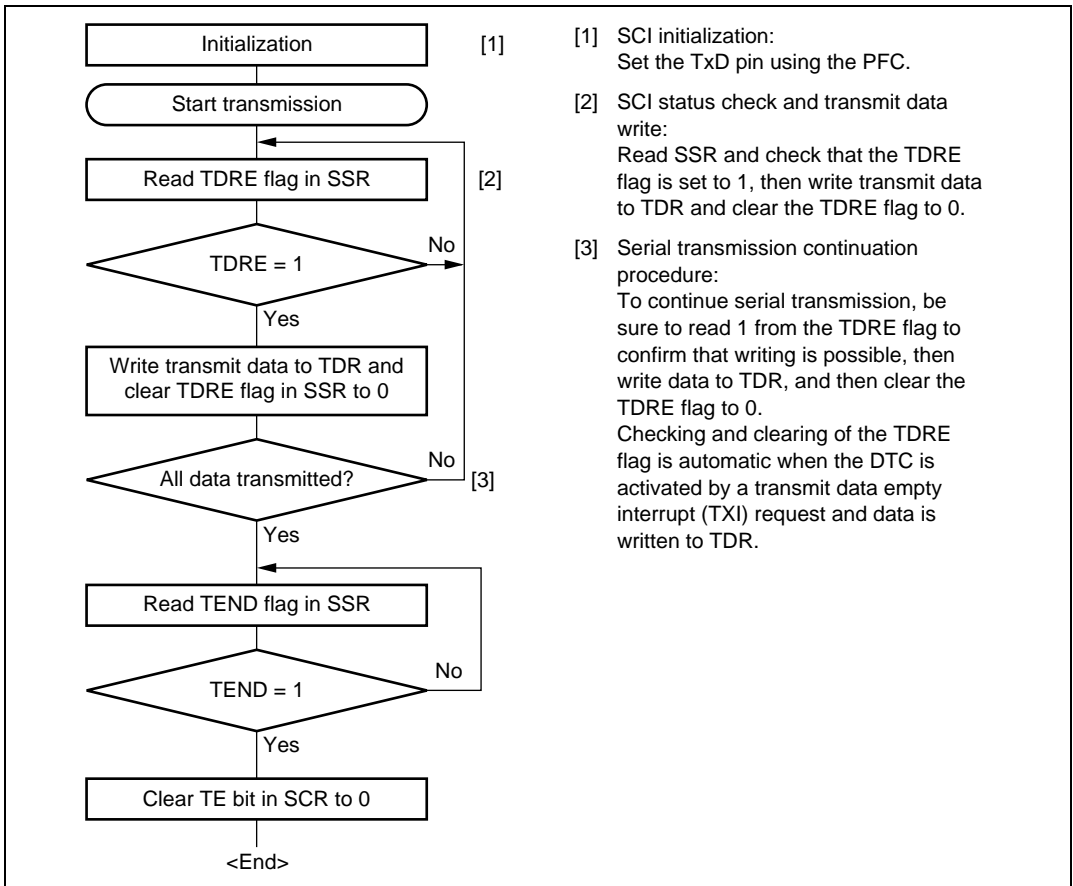 Initialization
[1]
Start transmission
Read TDRE flag in SSR
[2]
No
TDRE = 1
Yes
Write transmit data to TDR and
clear TDRE flag in SSR to 0
No
All data transmitted?
[3]
Yes
Read TEND flag in SSR
No
TEND = 1
Yes
Clear TE bit in SCR to 0
<End>
[1] SCI initialization:
Set the TxD pin using the PFC.
[2] SCI status check and transmit data
write:
Read SSR and check that the TDRE
flag is set to 1, then write transmit data
to TDR and clear the TDRE flag to 0.
[3] Serial transmission continuation
procedure:
To continue serial transmission, be
sure to read 1 from the TDRE flag to
confirm that writing is possible, then
write data to TDR, and then clear the
TDRE flag to 0.
Checking and clearing of the TDRE
flag is automatic when the DTC is
activated by a transmit data empty
interrupt (TXI) request and data is
written to TDR.